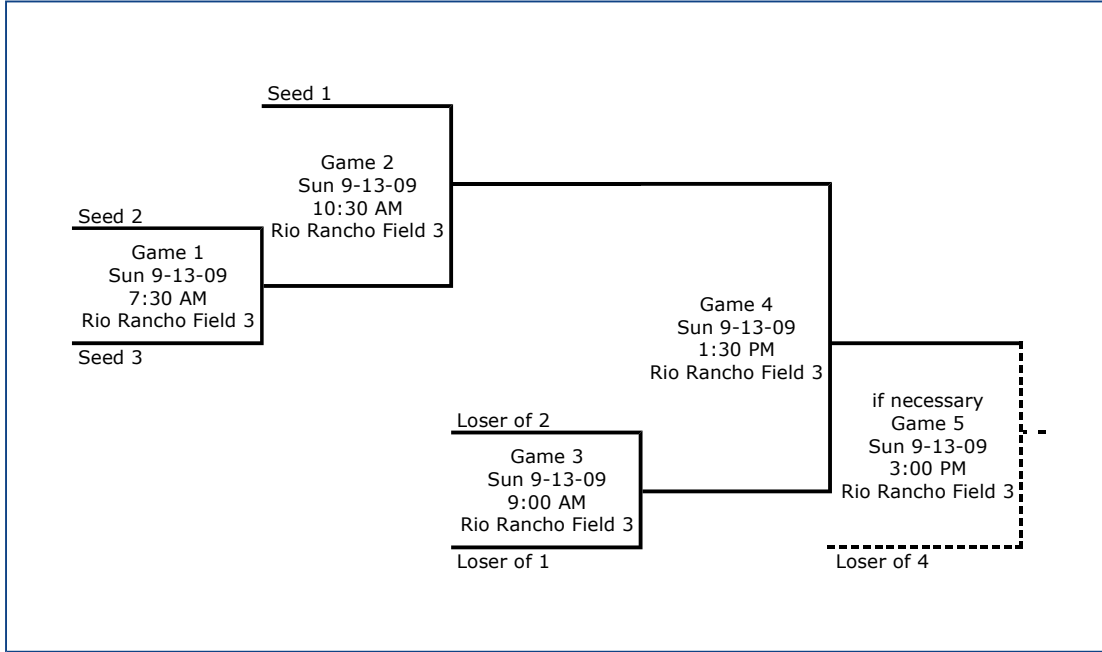 Seed 1
Game 2
Sun 9-13-09
10:30 AM
Rio Rancho Field 3
Seed 2
Game 1
Sun 9-13-09
7:30 AM
Rio Rancho Field 3
Seed 3
Game 4
Sun 9-13-09
1:30 PM
Rio Rancho Field 3
Loser of 2
Game 3
Sun 9-13-09
9:00 AM
Rio Rancho Field 3
Loser of 1
if necessary
Game 5
Sun 9-13-09
3:00 PM
Rio Rancho Field 3
Loser of 4